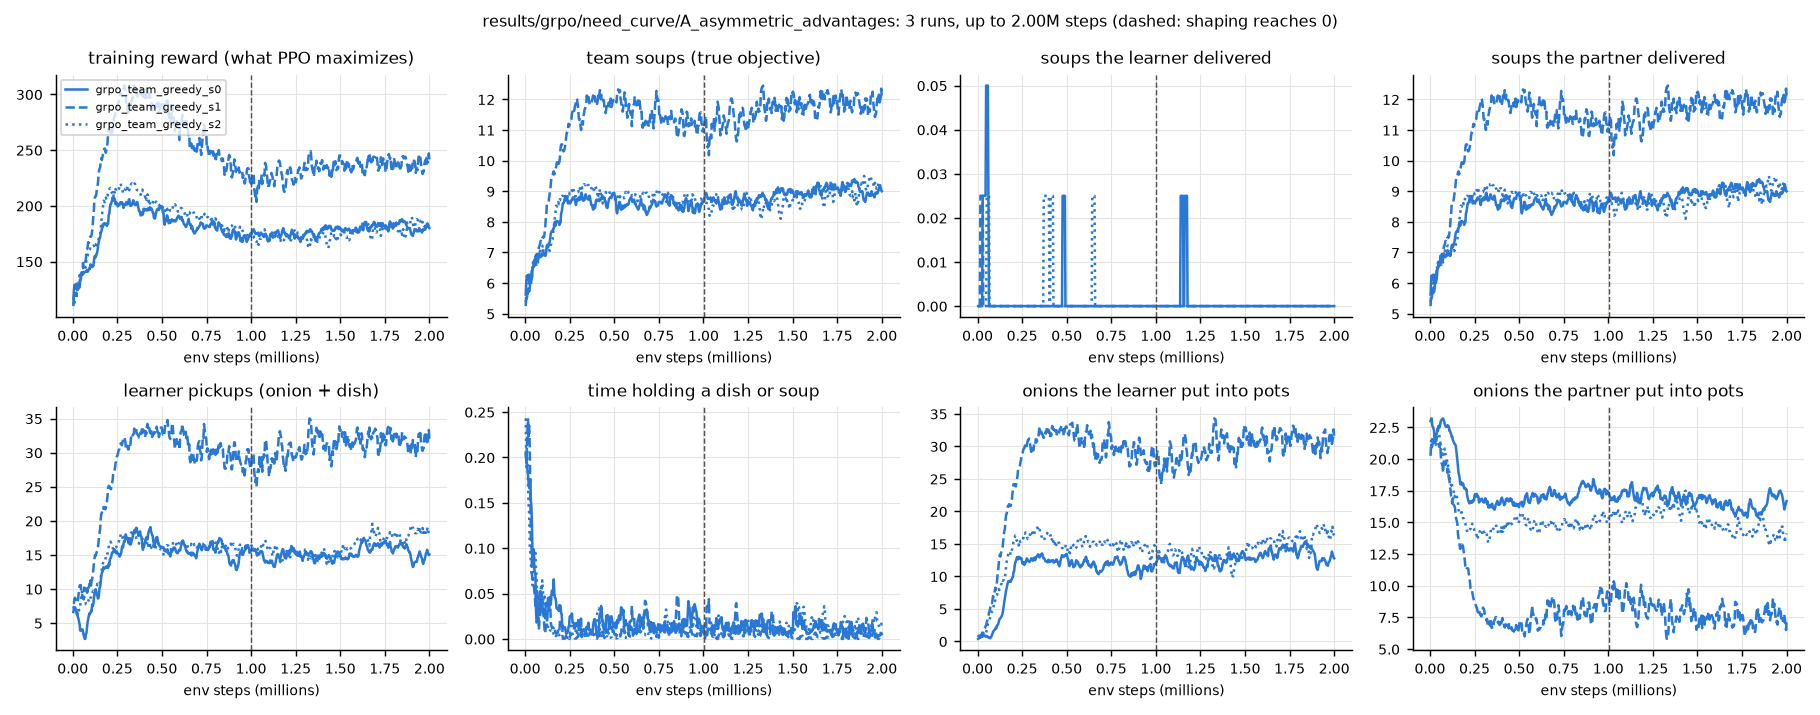 results/grpo/need_curve/A_asymmetric_advantages: 3 runs, up to 2.00M steps (dashed: shaping reaches 0)
training reward (what PPO maximizes)
300
250
200
150
grpo_team_greedy_s0
grpo_team_greedy_s1
grpo_team_greedy_s2
0.00 0.25 0.50 0.75 1.00 1.25 1.50 1.75 2.00
env steps (millions)
team soups (true objective)
12
11
10
9
8
7
6
5
0.00 0.25 0.50 0.75 1.00 1.25 1.50 1.75 2.00
env steps (millions)
soups the learner delivered
0.05
0.04
0.03
0.02
0.01
0.00
0.00 0.25 0.50 0.75 1.00 1.25 1.50 1.75 2.00
env steps (millions)
soups the partner delivered
12
11
10
9
8
7
6
5
0.00 0.25 0.50 0.75 1.00 1.25 1.50 1.75 2.00
env steps (millions)
learner pickups (onion + dish)
35
30
25
20
15
10
5
0.00 0.25 0.50 0.75 1.00 1.25 1.50 1.75 2.00
env steps (millions)
time holding a dish or soup
0.25
0.20
0.15
0.10
0.05
0.00
0.00 0.25 0.50 0.75 1.00 1.25 1.50 1.75 2.00
env steps (millions)
onions the learner put into pots
35
30
25
20
15
10
5
0
0.00 0.25 0.50 0.75 1.00 1.25 1.50 1.75 2.00
env steps (millions)
onions the partner put into pots
22.5
20.0
17.5
15.0
12.5
10.0
7.5
5.0
0.00 0.25 0.50 0.75 1.00 1.25 1.50 1.75 2.00
env steps (millions)